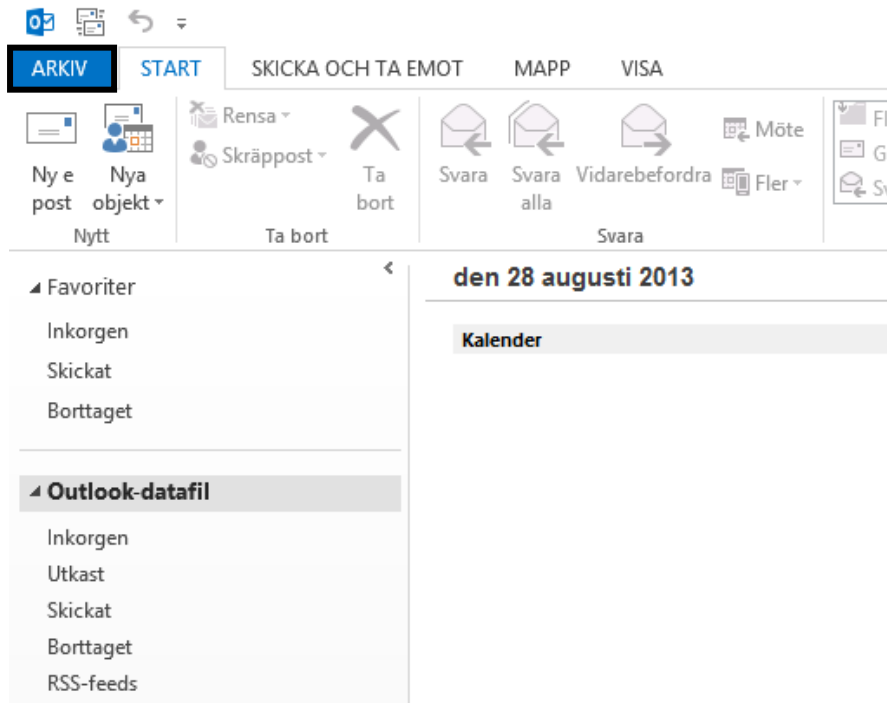 ARKIV START SKICKA OCH TA EMOT MAPP VISA
Ny e post
Nya objekt
Nytt
Rensa
Skräppost
Ta bort
Ta bort
Svara
Svara alla
Vidarebefordra
Möte
Fler
Svara
Favoriter
Inkorgen
Skickat
Borttaget
Outlook-datafil
Inkorgen
Utkast
Skickat
Borttaget
RSS-feeds
den 28 augusti 2013
Kalender